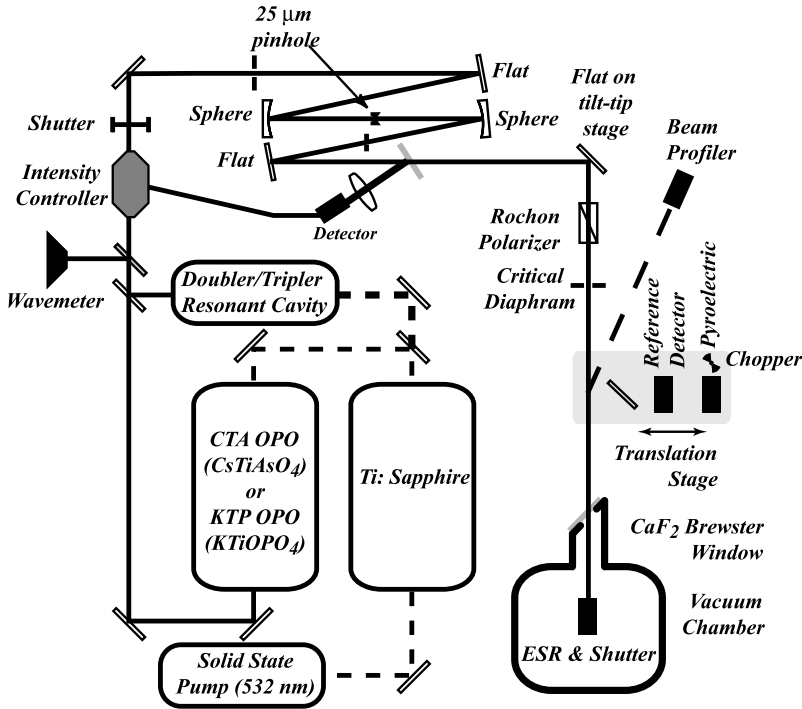 25 μm
pinhole
Flat
Sphere
Sphere
Flat
Flat on
tilt-tip
stage
Beam
Profiler
Shutter
Intensity
Controller
Detector
Rochon
Polarizer
Wavemeter
Doubler/Tripler
Resonant Cavity
Critical
Diaphram
Reference
Detector
Pyroelectric
Chopper
Translation
Stage
CTA OPO
(CsTiAsO4)
or
KTP OPO
(KTiOPO4)
Ti: Sapphire
CaF2 Brewster
Window
Vacuum
Chamber
ESR & Shutter
Solid State
Pump (532 nm)